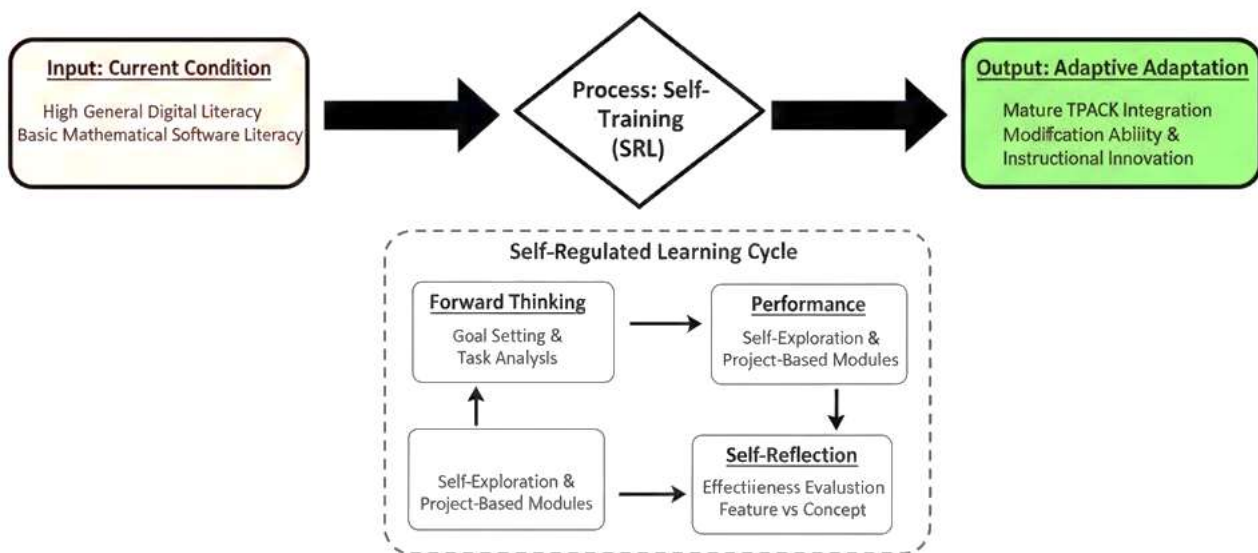 Input: Current Condition
High General Digital Literacy
Basic Mathematical Software Literacy
Process: Self-
Training
(SRL)
Output: Adaptive Adaptation
Mature TPACK Integration
Modifcation Abliity &
Instructional Innovation
Self-Regulated Learning Cycle
Forward Thinking
Goal Setting &
Task Analysis
Performance
Self-Exploration &
Project-Based Modules
Self-Exploration &
Project-Based Modules
Self-Reflection
Effectiieness Evaluation
Feature vs Concept